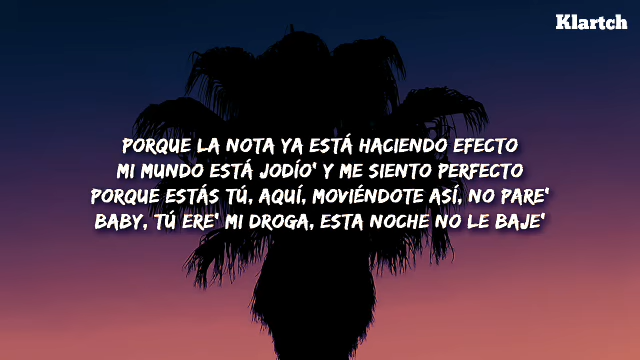 Klartch
PORQUE LA NOTA YA ESTÁ HACIENDO EFECTO
MI MUNDO ESTÁ JODÍO' Y ME SIENTO PERFECTO
PORQUE ESTÁS TÚ, AQUÍ, MOVIÉNDOTE ASÍ, NO PARE'
BABY, TÚ ERE' MI DROGA, ESTA NOCHE NO LE BAJE'